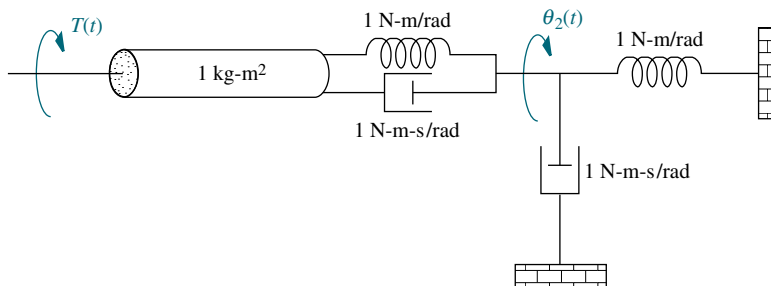 T(t)
1 N-m/rad
θ₂(t)
1 N-m/rad
1 kg-m²
1 N-m-s/rad
1 N-m-s/rad